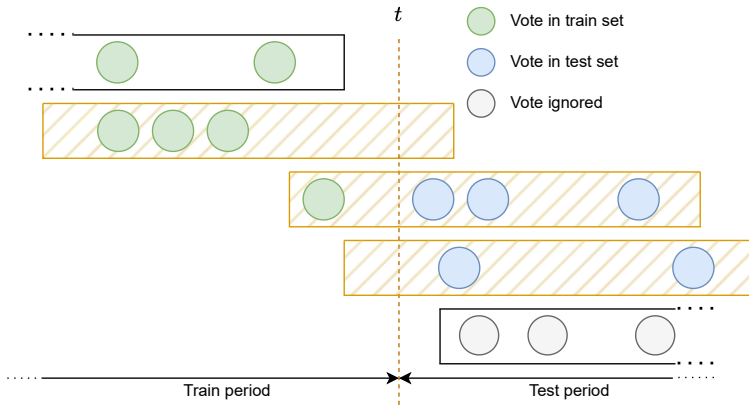 t
Vote in train set
Vote in test set
Vote ignored
Train period
Test period